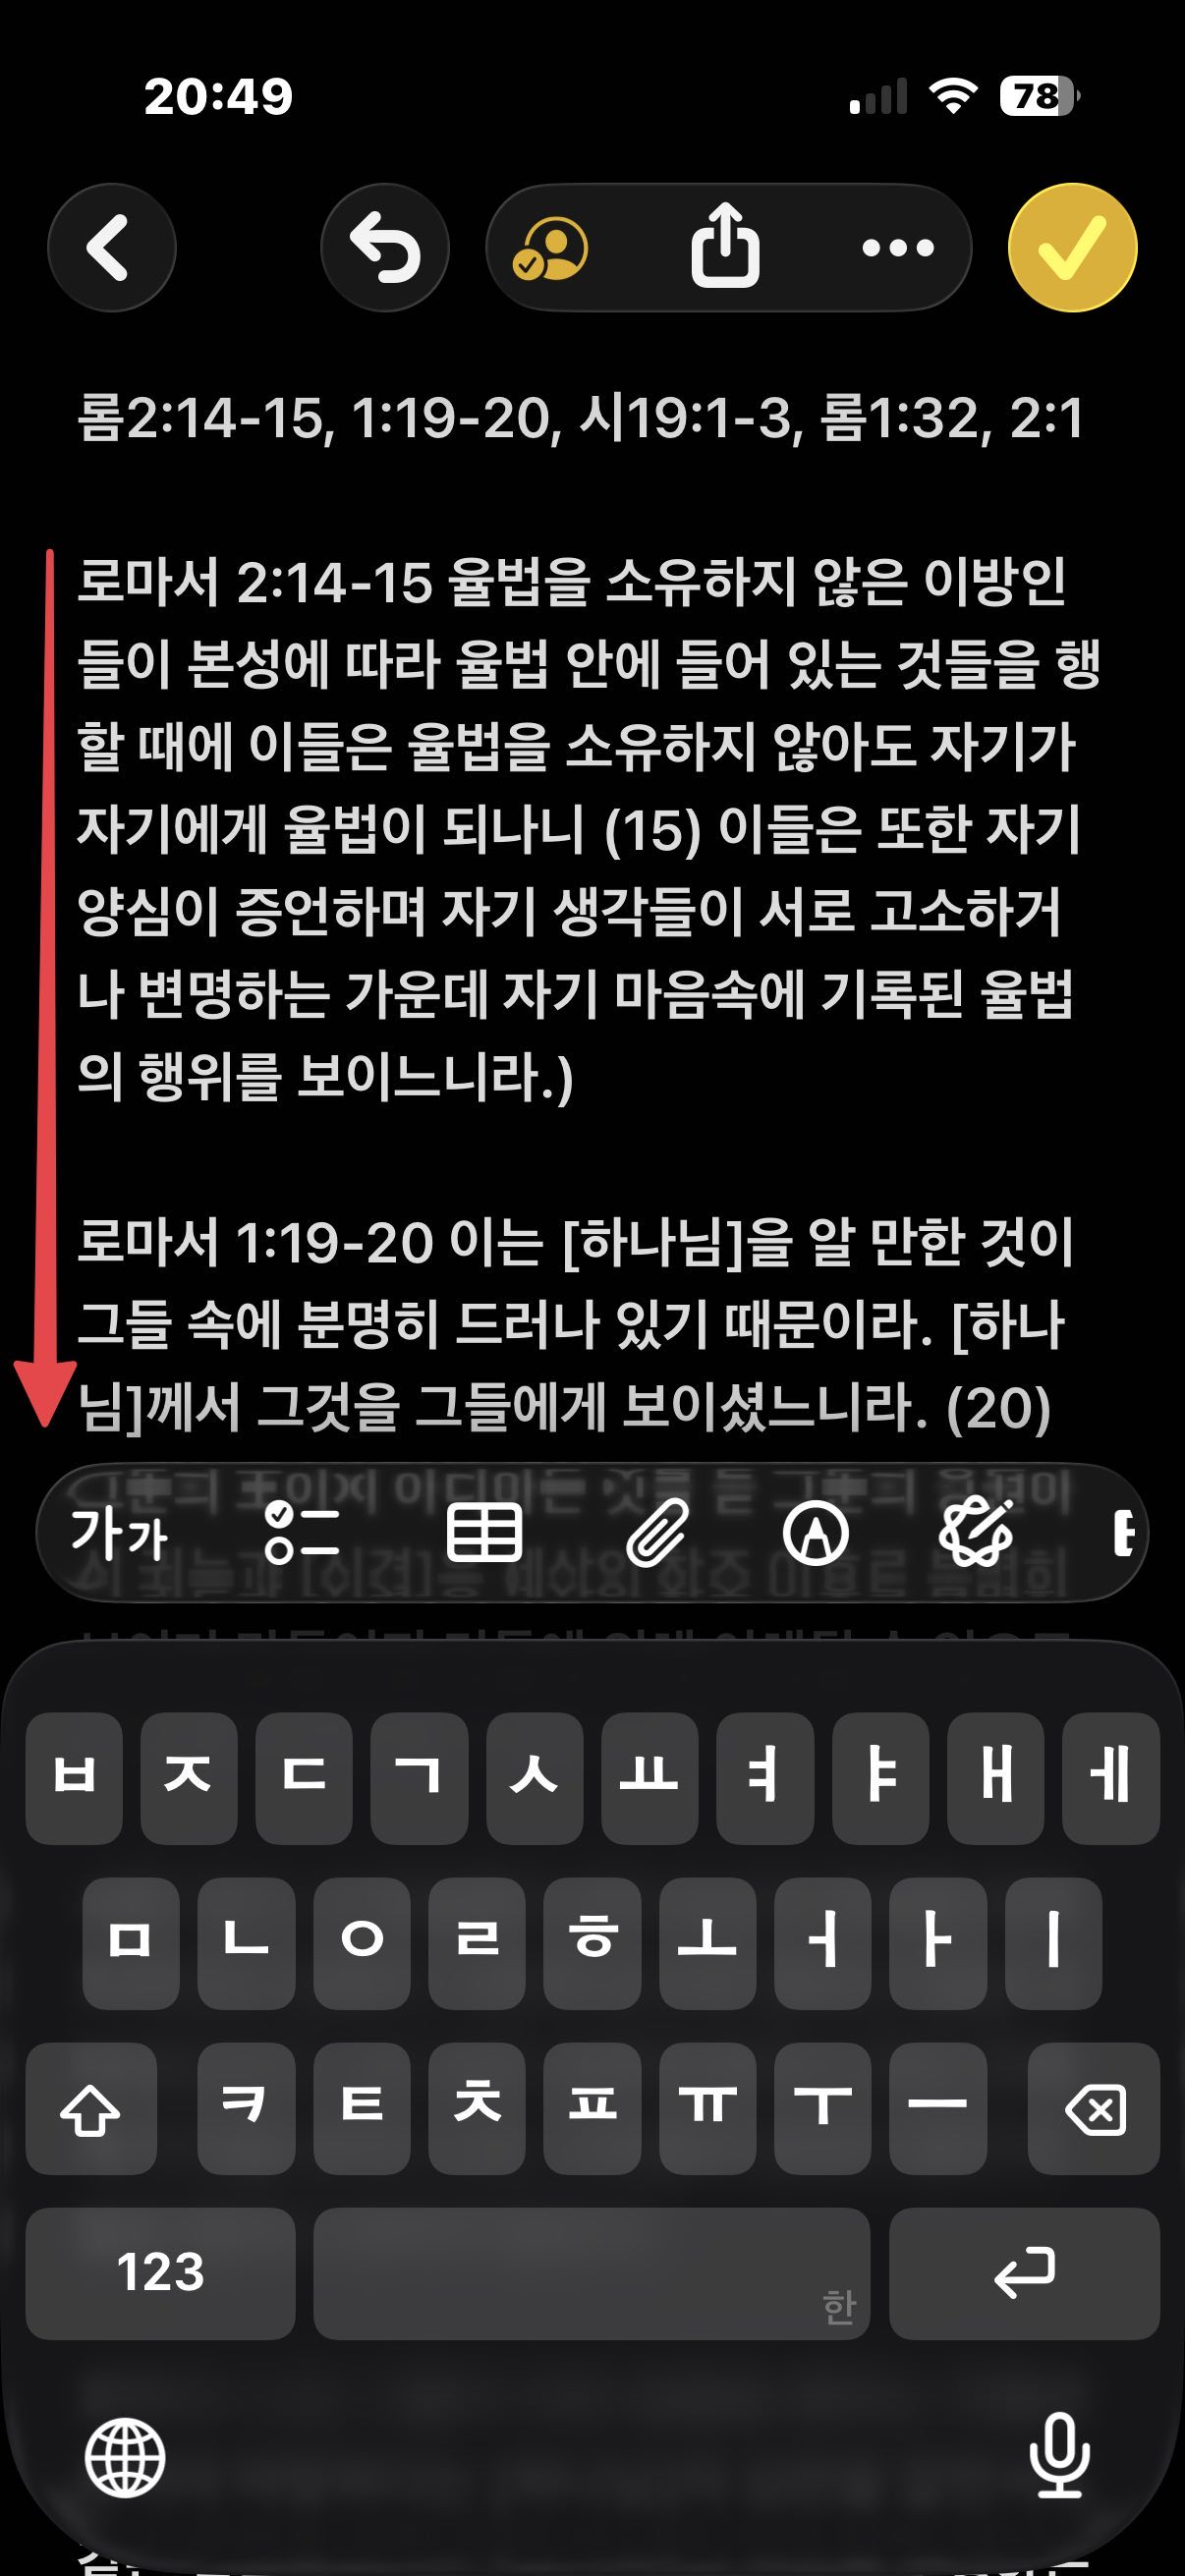 20:49
78
롬2:14-15, 1:19-20, 시19:1-3, 롬1:32, 2:1
로마서 2:14-15 율법을 소유하지 않은 이방인
들이 본성에 따라 율법 안에 들어 있는 것들을 행
할 때에 이들은 율법을 소유하지 않아도 자기가
자기에게 율법이 되나니 (15) 이들은 또한 자기
양심이 증언하며 자기 생각들이 서로 고소하거
나 변명하는 가운데 자기 마음속에 기록된 율법
의 행위를 보이느니라.)
로마서 1:19-20 이는 [하나님]을 알 만한 것이
그들 속에 분명히 드러나 있기 때문이라. [하나
님]께서 그것을 그들에게 보이셨느니라. (20)
가가
ㅂ ㅈ ㄷ ㄱ ㅅ ㅛ ㅕ ㅑ ㅐ ㅔ
ㅁ ㄴ ㅇ ㄹ ㅎ ㅗ ㅓ ㅏ ㅣ
ㅋ ㅌ ㅊ ㅍ ㅠ ㅜ ㅡ
123
한